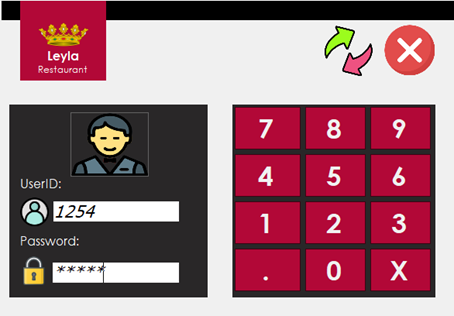 Leyla
Restaurant
UserID:
1254
Password:
*****
7 8 9
4 5 6
1 2 3
. 0 X